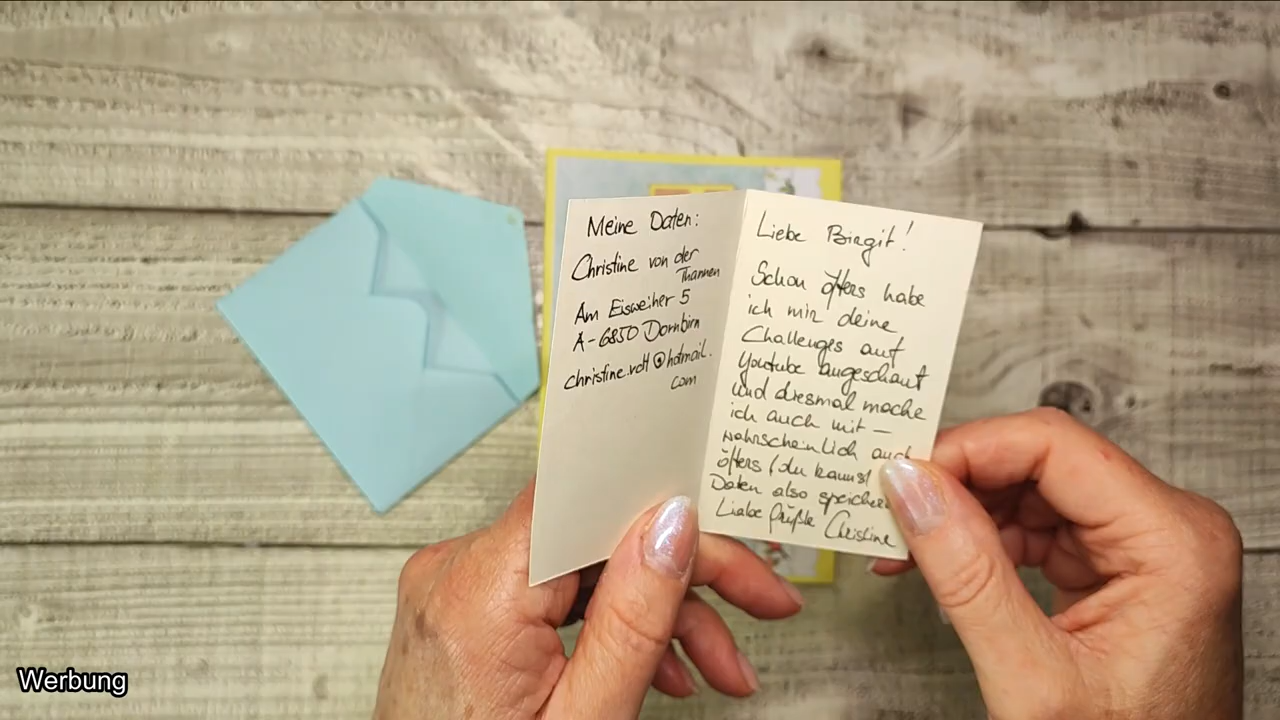 Meine Daten:
Christine von der
Thannen
Am Eisweiher 5
A-6850 Dornbirn
christine.vdt@hotmail.
com
Liebe Birgit!
Schon öfters habe
ich mir deine
Challenges auf
Youtube angeschaut
und diesmal mache
ich auch mit —
wahrscheinlich auch
öfters (du kannst
Daten also speichern
Liebe Grüße Christine
Werbung